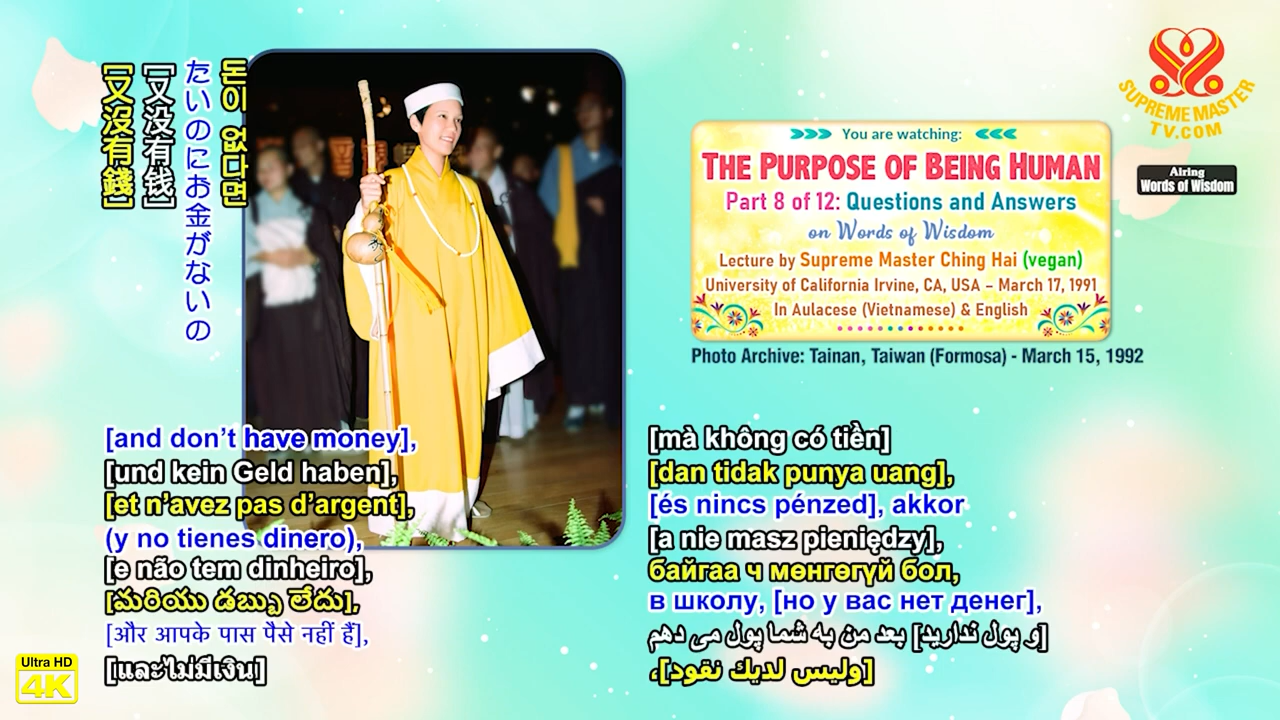 돈이 없다면
たいのにお金がないの
[又没有钱]
[又沒有錢]
SUPREME MASTER
TV.COM
You are watching:
THE PURPOSE OF BEING HUMAN
Part 8 of 12: Questions and Answers
on Words of Wisdom
Lecture by Supreme Master Ching Hai (vegan)
University of California Irvine, CA, USA – March 17, 1991
In Aulacese (Vietnamese) & English
Airing
Words of Wisdom
Photo Archive: Tainan, Taiwan (Formosa) - March 15, 1992
[and don't have money],
[und kein Geld haben],
[et n'avez pas d'argent],
(y no tienes dinero),
[e não tem dinheiro],
[మరియు డబ్బు లేదు],
[और आपके पास पैसे नहीं हैं],
[และไม่มีเงิน]
[mà không có tiền]
[dan tidak punya uang],
[és nincs pénzed], akkor
[a nie masz pieniędzy],
байгаа ч мөнгөгүй бол,
в школу, [но у вас нет денег],
[و پول ندارید] بعد من به شما پول می دهم
[وليس لديك نقود]،
Ultra HD
4K